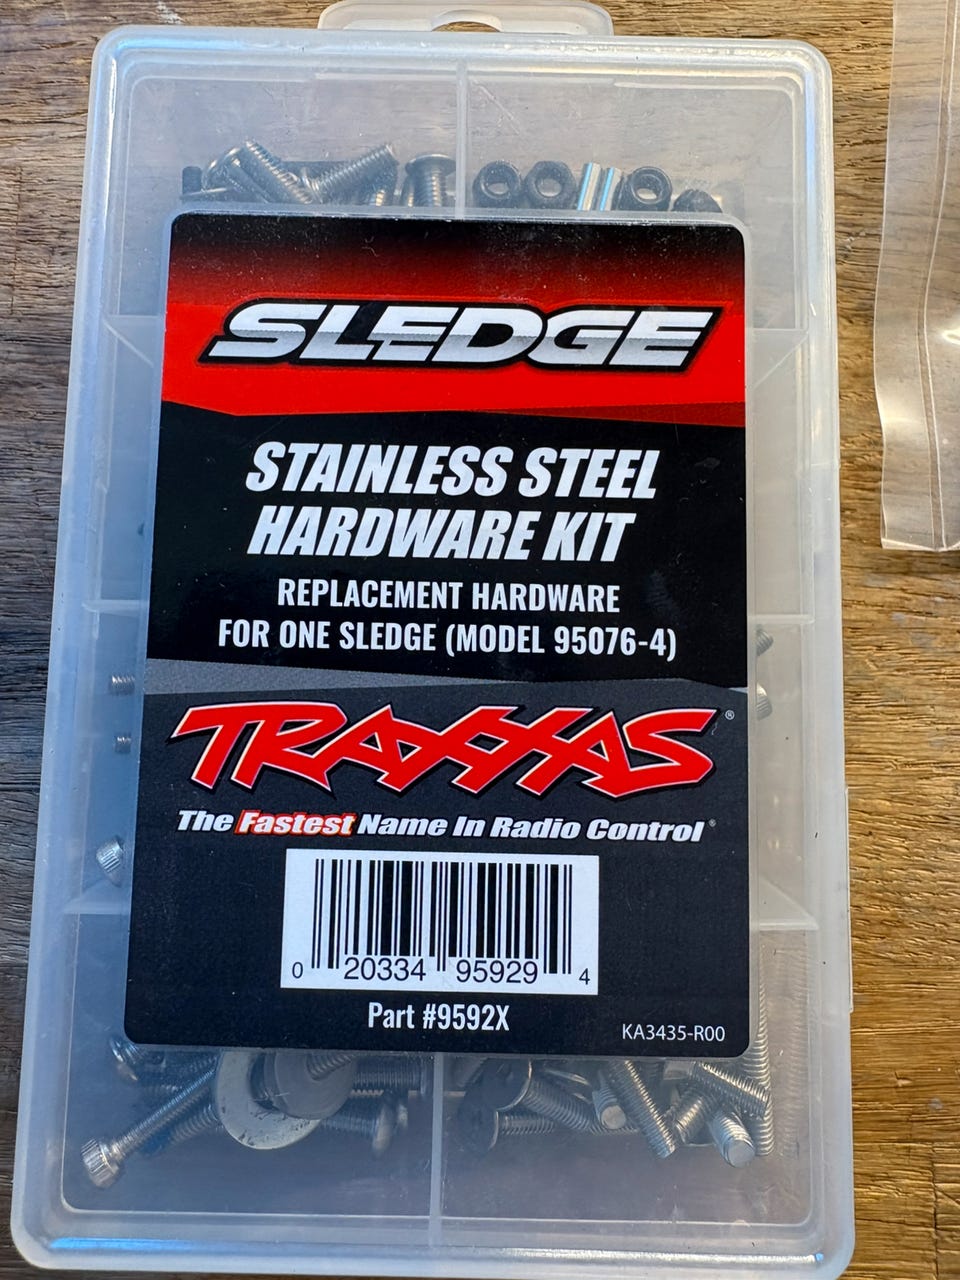 SLEDGE
STAINLESS STEEL
HARDWARE KIT
REPLACEMENT HARDWARE
FOR ONE SLEDGE (MODEL 95076-4)
TRAXXAS®
The Fastest Name In Radio Control®
0 20334 95929 4
Part #9592X
KA3435-R00